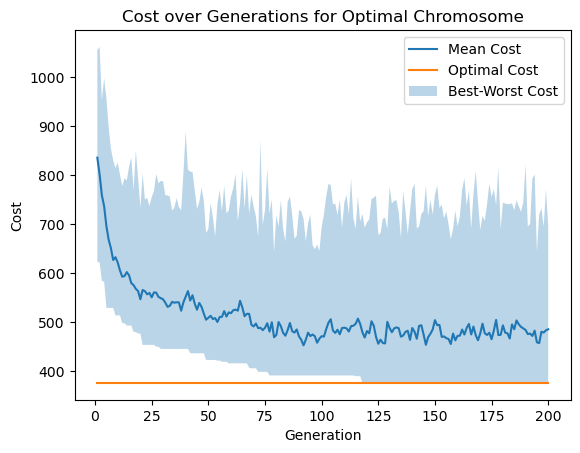 Cost over Generations for Optimal Chromosome
Mean Cost
Optimal Cost
Best-Worst Cost
Cost
1000
900
800
700
600
500
400
0
25
50
75
100
125
150
175
200
Generation